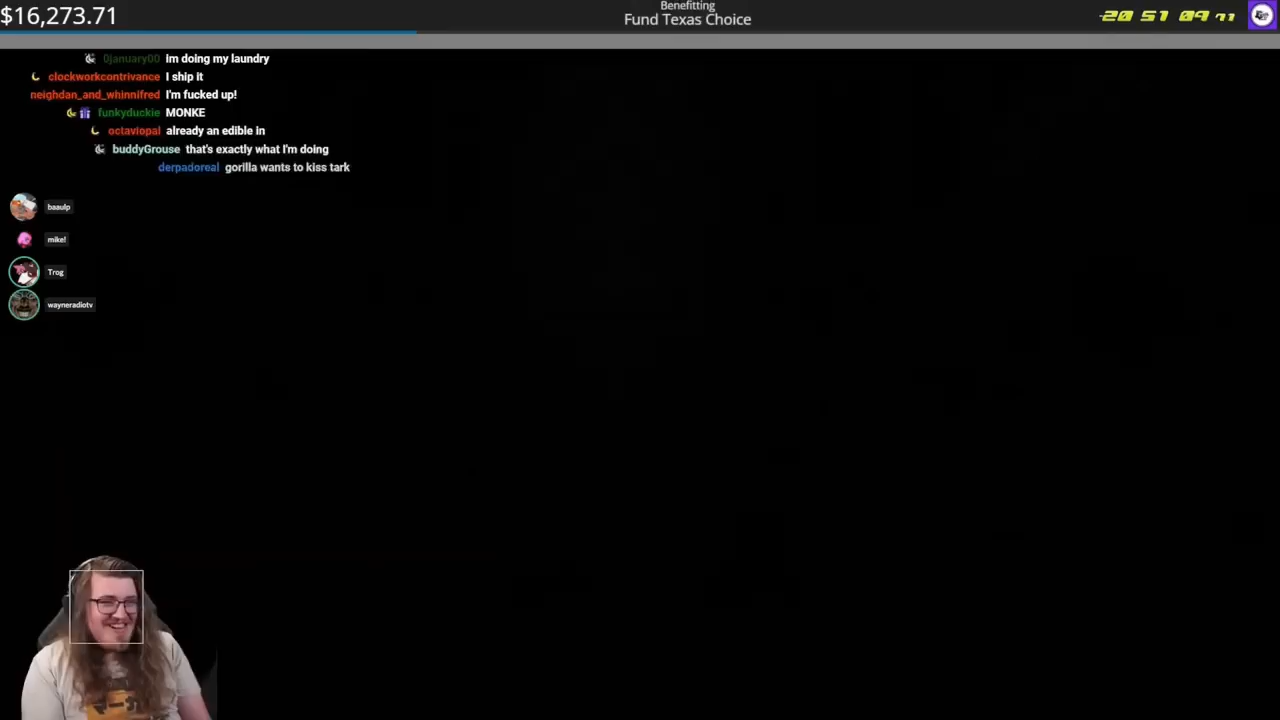 $16,273.71
Benefitting
Fund Texas Choice
20 51 09 71
0january00 Im doing my laundry
clockworkcontrivance I ship it
neighdan_and_whinnifred I'm fucked up!
funkyduckie MONKE
octaviopal already an edible in
buddyGrouse that's exactly what I'm doing
derpadoreal gorilla wants to kiss tark
baaulp
mike!
Trog
wayneradiotv